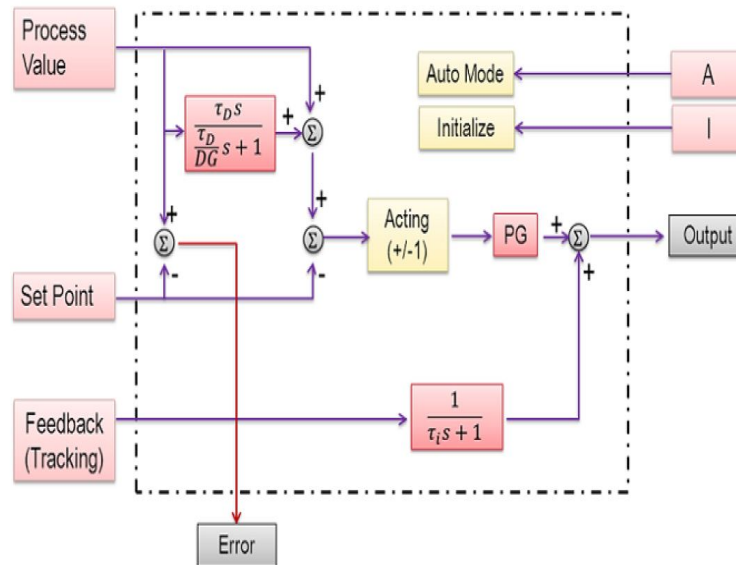 Process
Value
Auto Mode
A
Initialize
I
τ_D s
τ_D/DG s + 1
+
+
Σ
+
+
Σ
-
+
Σ
-
Acting
(+/-1)
PG
+
Σ
+
Output
Set Point
Feedback
(Tracking)
1
τ_i s + 1
Error